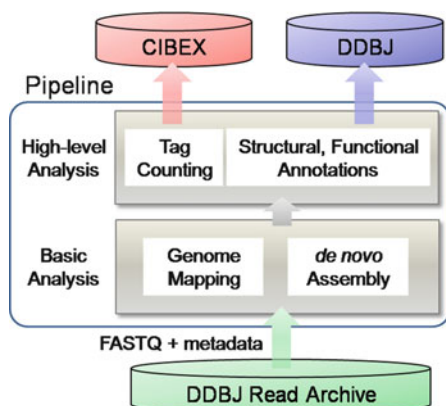 CIBEX DDBJ
Pipeline
High-level Analysis
Tag Counting
Structural, Functional Annotations
Basic Analysis
Genome Mapping
de novo Assembly
FASTQ + metadata
DDBJ Read Archive